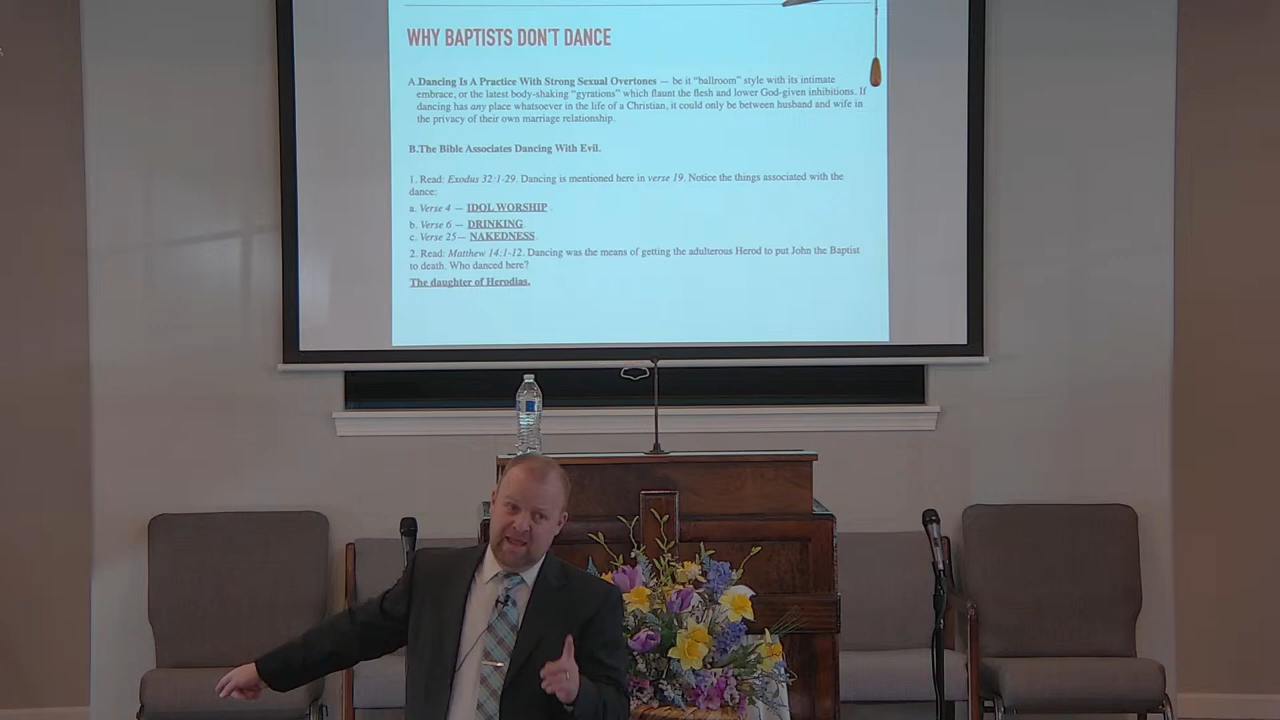 WHY BAPTISTS DON'T DANCE
A.Dancing Is A Practice With Strong Sexual Overtones — be it "ballroom" style with its intimate
embrace, or the latest body-shaking "gyrations" which flaunt the flesh and lower God-given inhibitions. If
dancing has any place whatsoever in the life of a Christian, it could only be between husband and wife in
the privacy of their own marriage relationship.
B.The Bible Associates Dancing With Evil.
1. Read: Exodus 32:1-29. Dancing is mentioned here in verse 19. Notice the things associated with the
dance:
a. Verse 4 — IDOL WORSHIP .
b. Verse 6 — DRINKING.
c. Verse 25— NAKEDNESS.
2. Read: Matthew 14:1-12. Dancing was the means of getting the adulterous Herod to put John the Baptist
to death. Who danced here?
The daughter of Herodias.